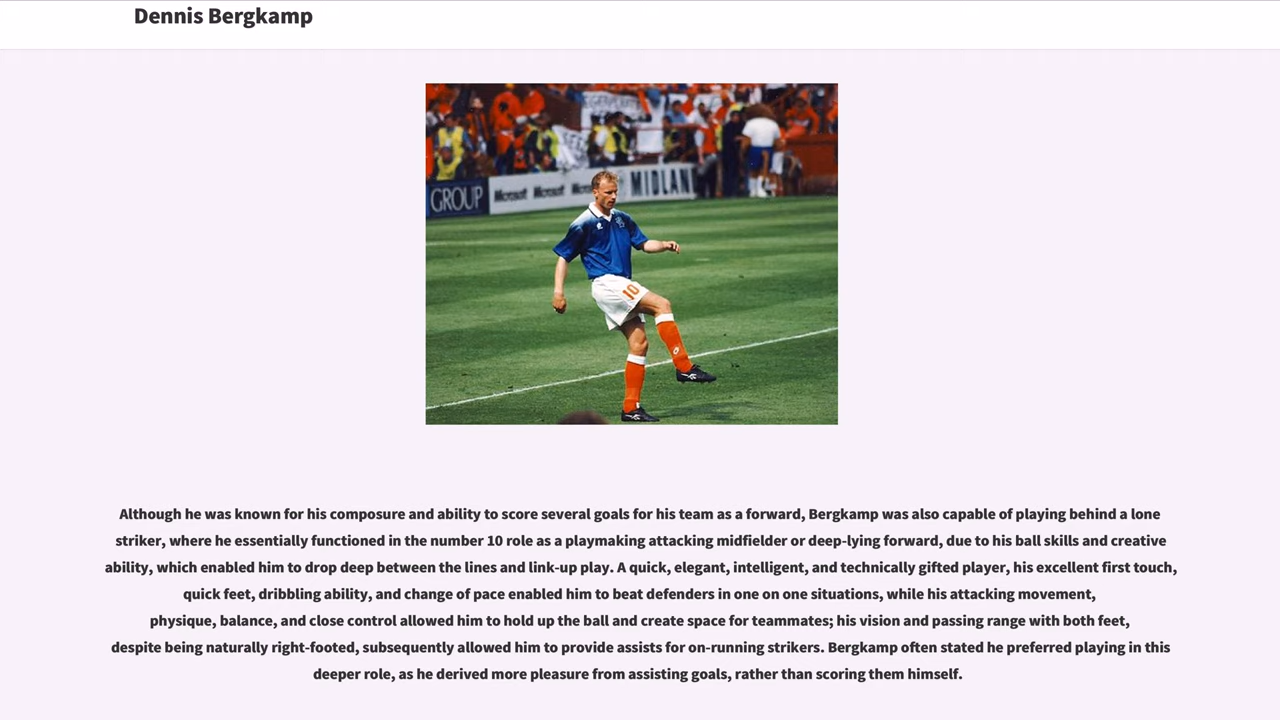 Dennis Bergkamp
GROUP
Microsoft Microsoft
MIDLAN
10
Although he was known for his composure and ability to score several goals for his team as a forward, Bergkamp was also capable of playing behind a lone
striker, where he essentially functioned in the number 10 role as a playmaking attacking midfielder or deep-lying forward, due to his ball skills and creative
ability, which enabled him to drop deep between the lines and link-up play. A quick, elegant, intelligent, and technically gifted player, his excellent first touch,
quick feet, dribbling ability, and change of pace enabled him to beat defenders in one on one situations, while his attacking movement,
physique, balance, and close control allowed him to hold up the ball and create space for teammates; his vision and passing range with both feet,
despite being naturally right-footed, subsequently allowed him to provide assists for on-running strikers. Bergkamp often stated he preferred playing in this
deeper role, as he derived more pleasure from assisting goals, rather than scoring them himself.